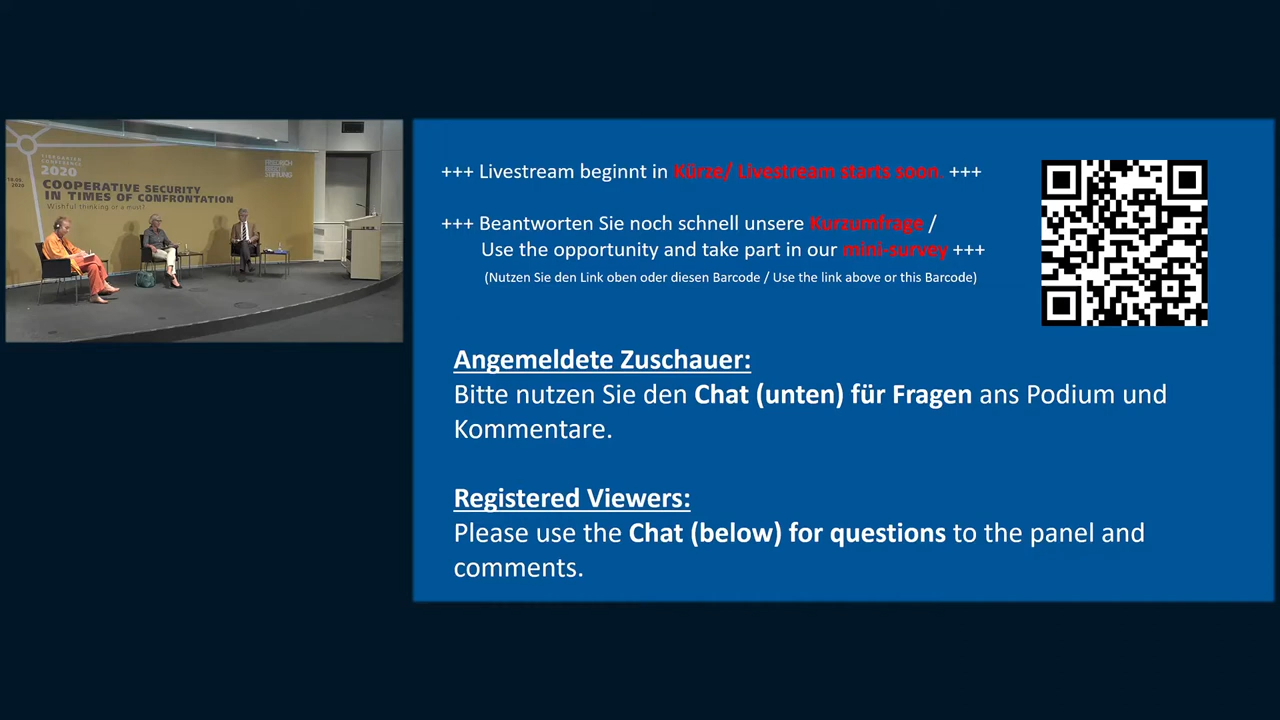 TIERGARTEN
CONFERENCE
2020
COOPERATIVE SECURITY
IN TIMES OF CONFRONTATION
Wishful thinking or a must?
FRIEDRICH
EBERT
STIFTUNG
+++ Livestream beginnt in Kürze/ Livestream starts soon. +++
+++ Beantworten Sie noch schnell unsere Kurzumfrage /
Use the opportunity and take part in our mini-survey +++
(Nutzen Sie den Link oben oder diesen Barcode / Use the link above or this Barcode)
Angemeldete Zuschauer:
Bitte nutzen Sie den Chat (unten) für Fragen ans Podium und
Kommentare.
Registered Viewers:
Please use the Chat (below) for questions to the panel and
comments.